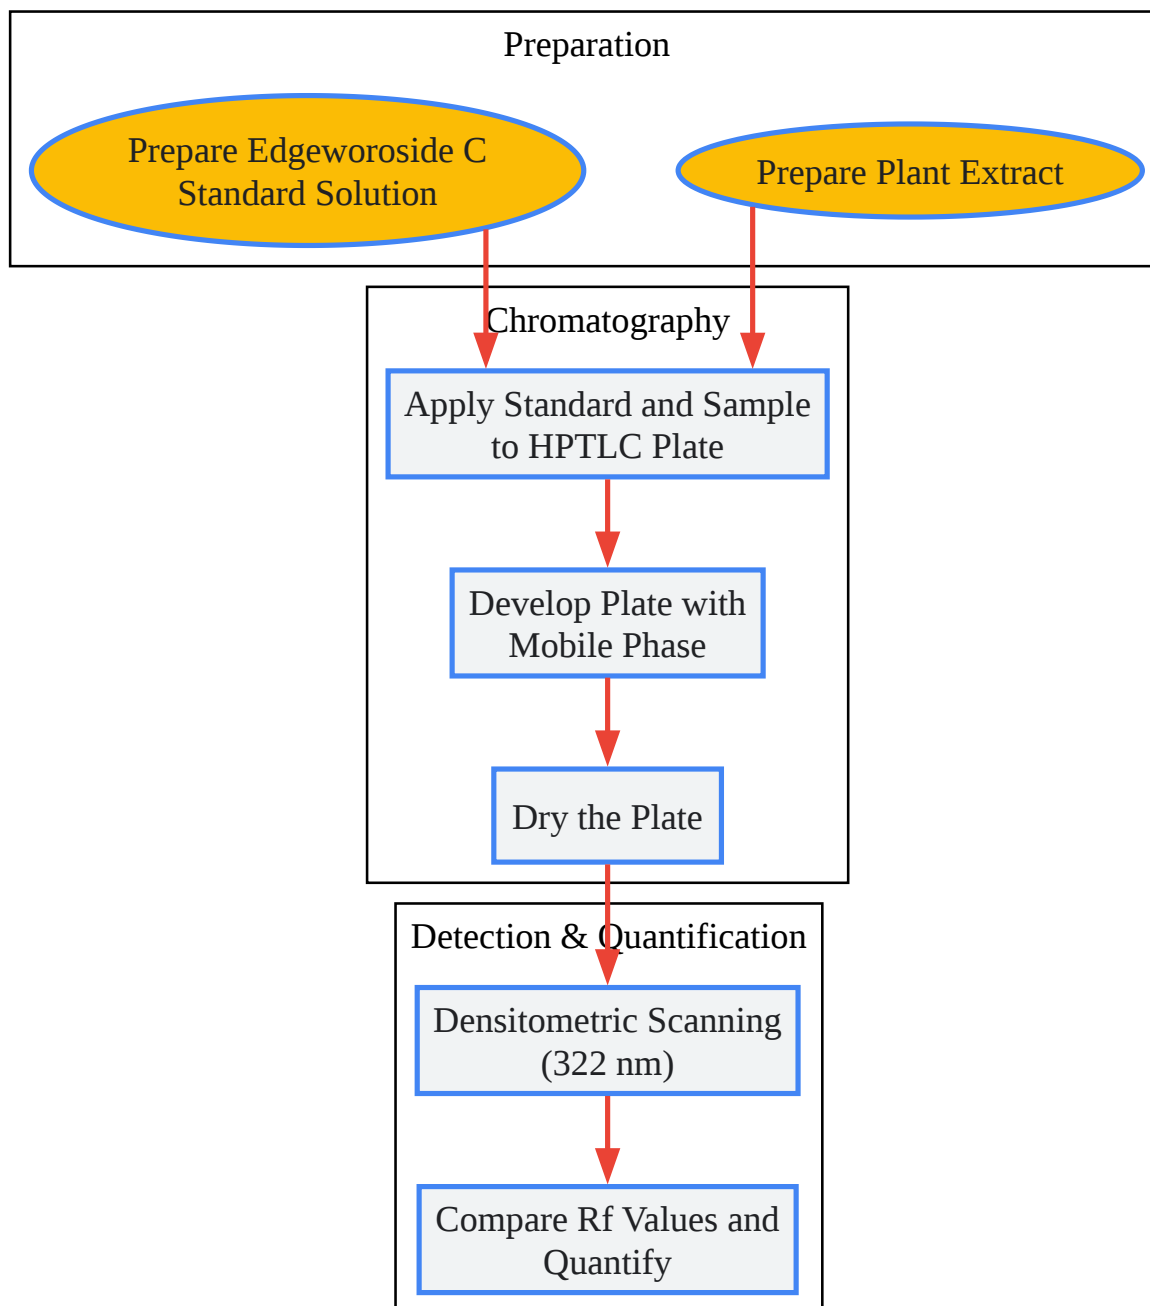 Preparation
Prepare Edgeworoside C
Standard Solution
Prepare Plant Extract
Chromatography
Apply Standard and Sample
to HPTLC Plate
Develop Plate with
Mobile Phase
Dry the Plate
Detection & Quantification
Densitometric Scanning
(322 nm)
Compare Rf Values and
Quantify